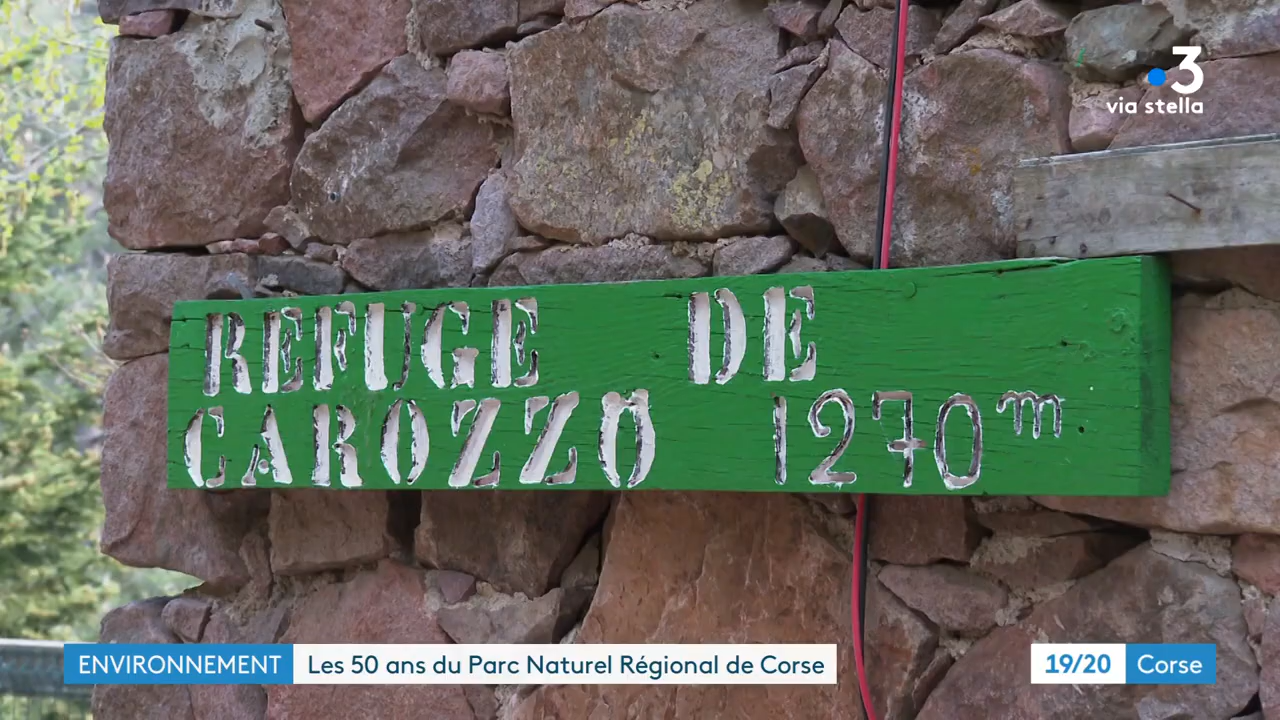 3
via stella
REFUGE DE
CAROZZO 1270m
ENVIRONNEMENT Les 50 ans du Parc Naturel Régional de Corse 19/20 Corse